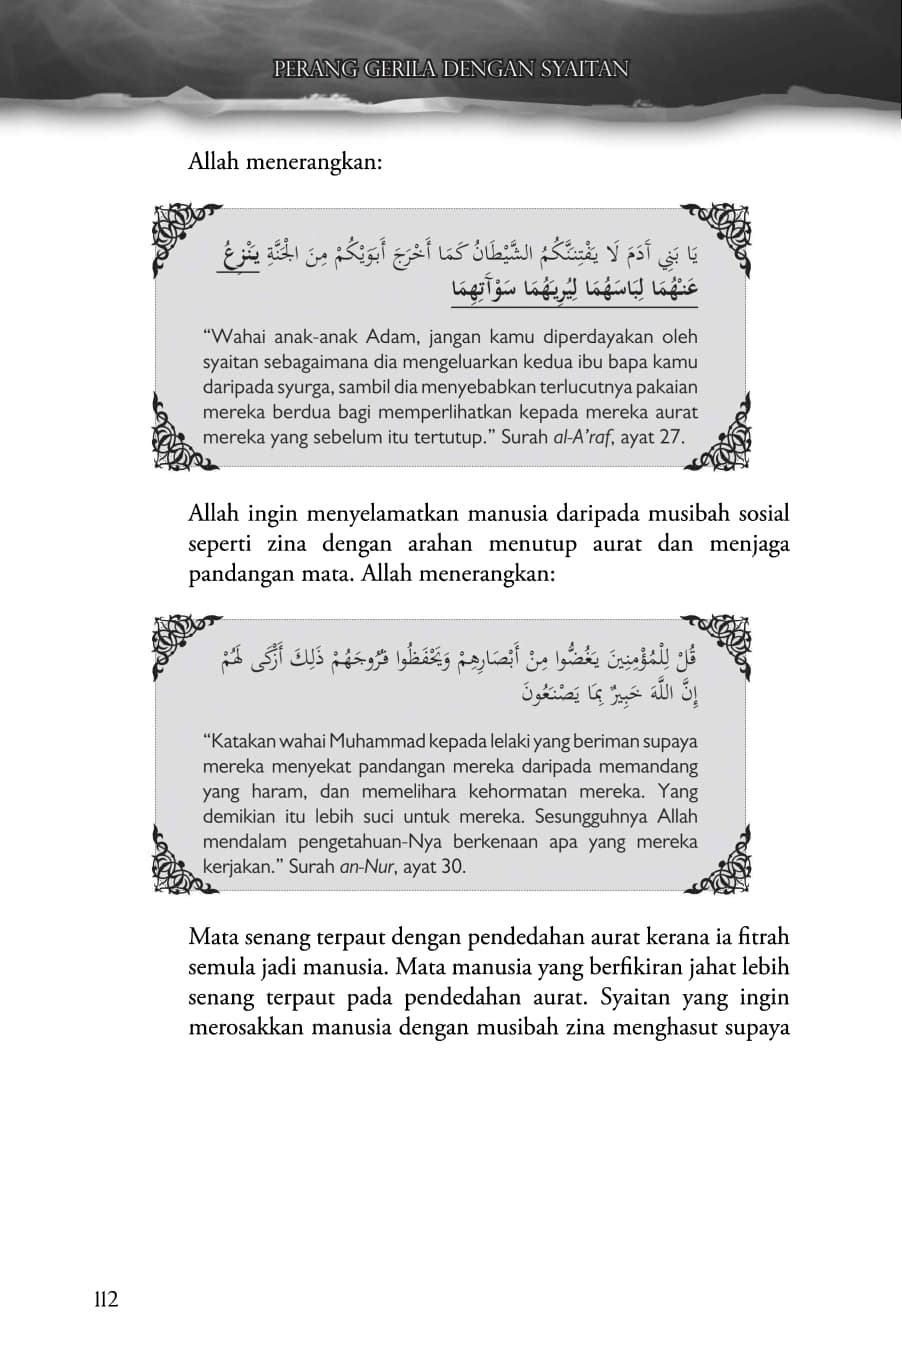 PERANG GERILA DENGAN SYAITAN
Allah menerangkan:
يَا بَنِي آدَمَ لَا يَفْتِنَنَّكُمُ الشَّيْطَانُ كَمَا أَخْرَجَ أَبَوَيْكُمْ مِنَ الْجَنَّةِ يَنْزِعُ
عَنْهُمَا لِبَاسَهُمَا لِيُرِيَهُمَا سَوْآتِهِمَا
“Wahai anak-anak Adam, jangan kamu diperdayakan oleh
syaitan sebagaimana dia mengeluarkan kedua ibu bapa kamu
daripada syurga, sambil dia menyebabkan terlucutnya pakaian
mereka berdua bagi memperlihatkan kepada mereka aurat
mereka yang sebelum itu tertutup.” Surah al-A’raf, ayat 27.
Allah ingin menyelamatkan manusia daripada musibah sosial
seperti zina dengan arahan menutup aurat dan menjaga
pandangan mata. Allah menerangkan:
قُلْ لِلْمُؤْمِنِينَ يَغُضُّوا مِنْ أَبْصَارِهِمْ وَيَحْفَظُوا فُرُوجَهُمْ ذَلِكَ أَزْكَى لَهُمْ
إِنَّ اللَّهَ خَبِيرٌ بِمَا يَصْنَعُونَ
“Katakan wahai Muhammad kepada lelaki yang beriman supaya
mereka menyekat pandangan mereka daripada memandang
yang haram, dan memelihara kehormatan mereka. Yang
demikian itu lebih suci untuk mereka. Sesungguhnya Allah
mendalam pengetahuan-Nya berkenaan apa yang mereka
kerjakan.” Surah an-Nur, ayat 30.
Mata senang terpaut dengan pendedahan aurat kerana ia fitrah
semula jadi manusia. Mata manusia yang berfikiran jahat lebih
senang terpaut pada pendedahan aurat. Syaitan yang ingin
merosakkan manusia dengan musibah zina menghasut supaya
112